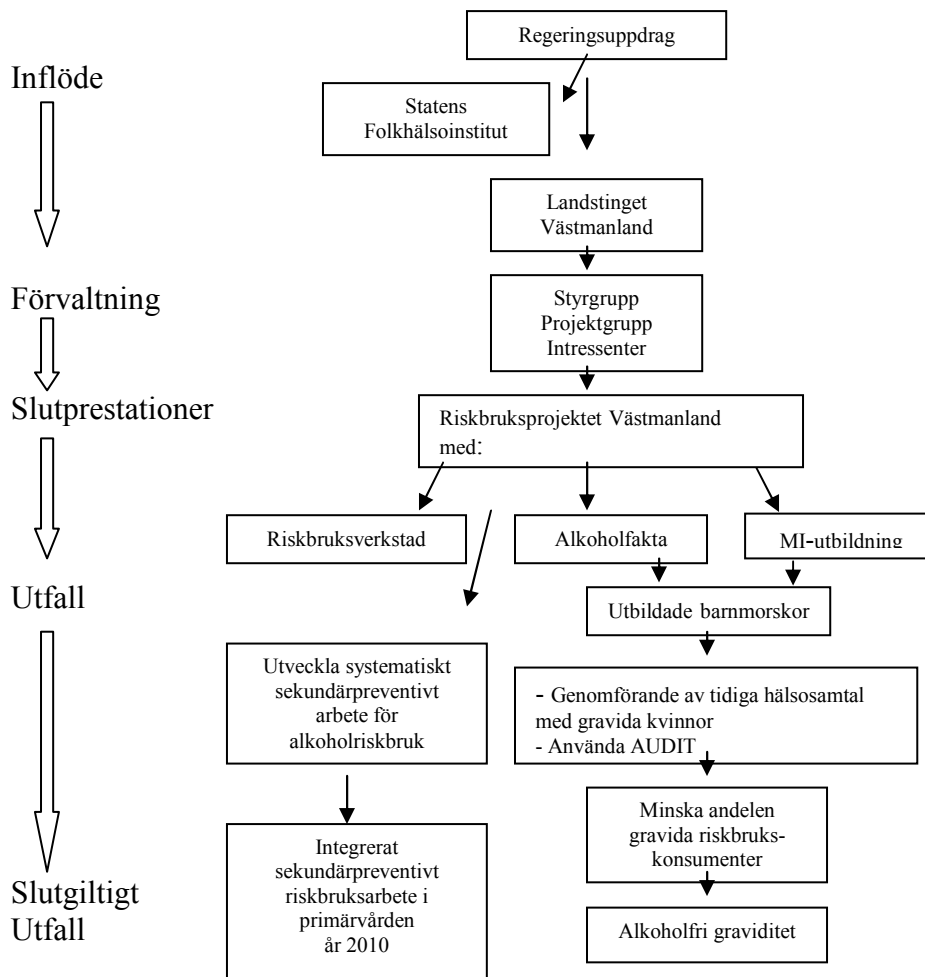 Regeringsuppdrag
Inflöde
Statens
Folkhälsoinstitut
Landstinget
Västmanland
Förvaltning
Styrgrupp
Projektgrupp
Intressenter
Slutprestationer
Riskbruksprojektet Västmanland
med:
Riskbruksverkstad
Alkoholfakta
MI-utbildning
Utfall
Utbildade barnmorskor
Utveckla systematiskt
sekundärpreventivt
arbete för
alkoholriskbruk
- Genomförande av tidiga hälsosamtal
med gravida kvinnor
- Använda AUDIT
Minska andelen
gravida riskbruks-
konsumenter
Integrerat
sekundärpreventivt
riskbruksarbete i
primärvården
år 2010
Slutgiltigt
Utfall
Alkoholfri graviditet